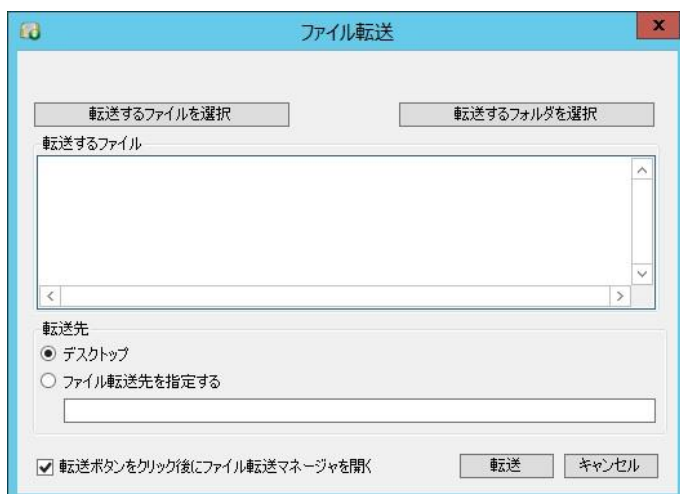 ファイル転送
転送するファイルを選択
転送するフォルダを選択
転送するファイル
転送先
デスクトップ
ファイル転送先を指定する
転送ボタンをクリック後にファイル転送マネージャを開く
転送
キャンセル